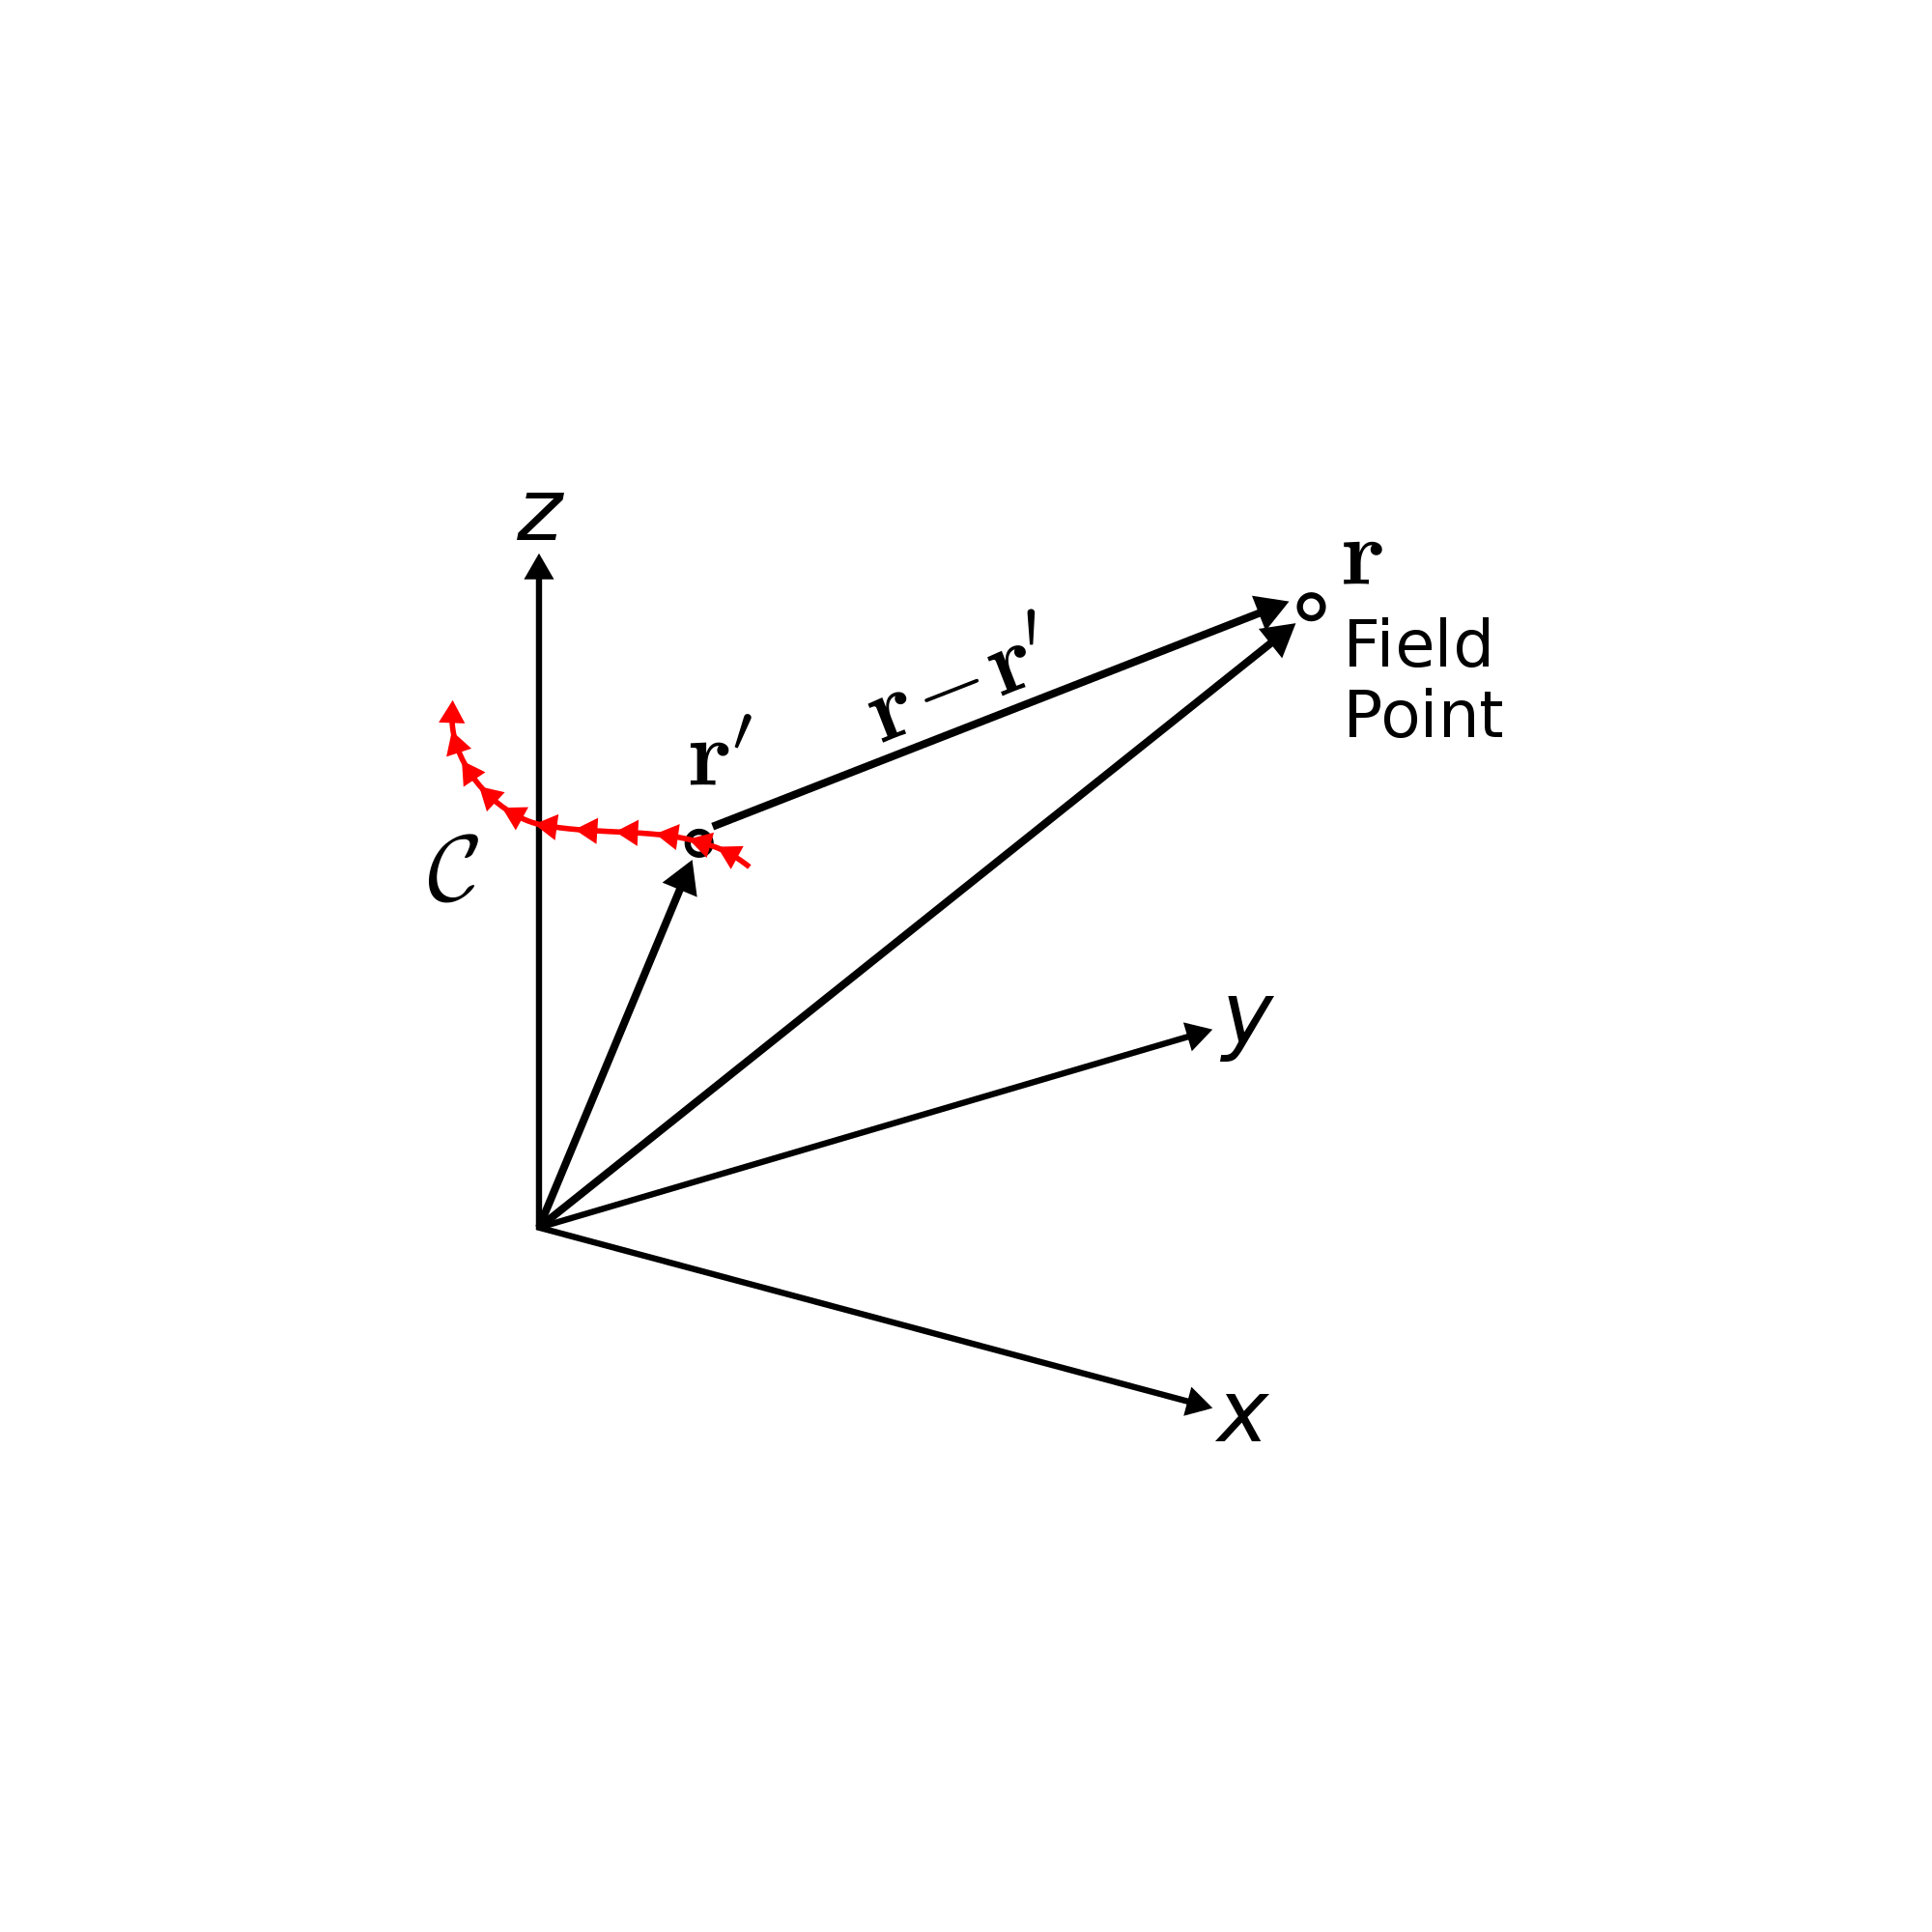 z
r
Field
Point
r − r′
r′
𝒞
y
x